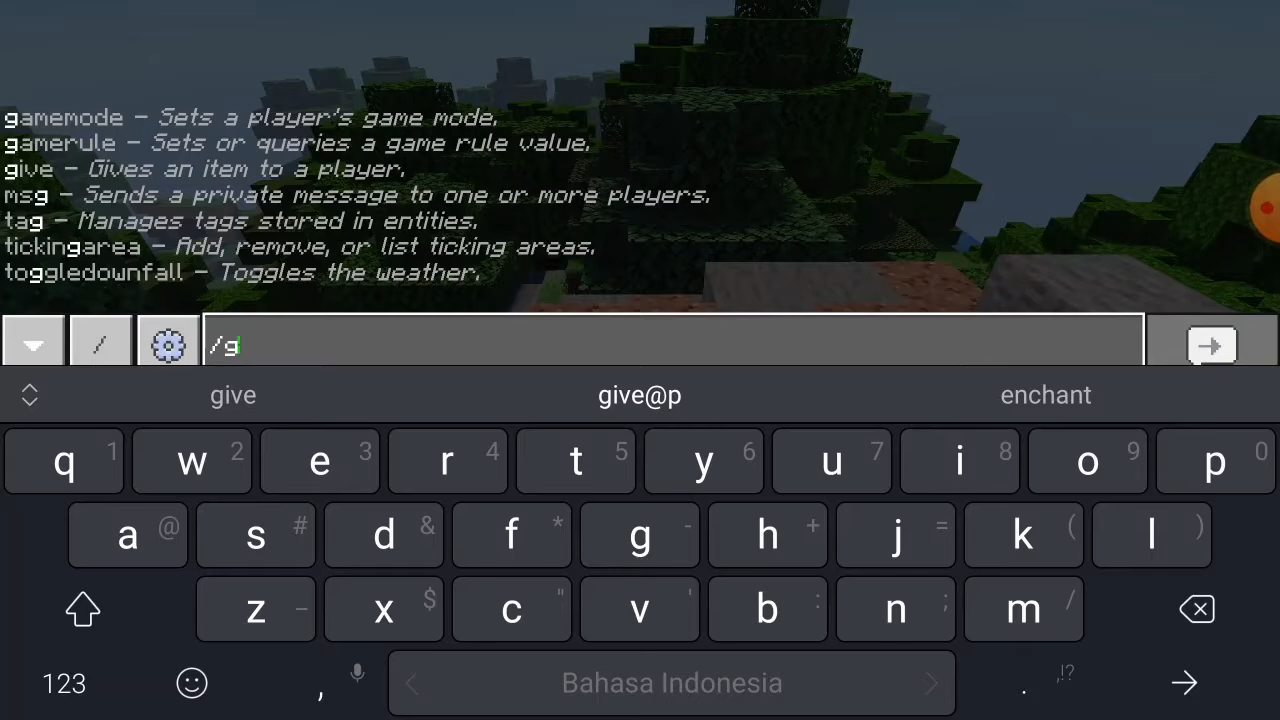 gamemode – Sets a player's game mode.
gamerule – Sets or queries a game rule value.
give – Gives an item to a player.
msg – Sends a private message to one or more players.
tag – Manages tags stored in entities.
tickingarea – Add, remove, or list ticking areas.
toggledownfall – Toggles the weather.
/ /g
give give@p enchant
q 1 w 2 e 3 r 4 t 5 y 6 u 7 i 8 o 9 p 0
a @ s # d & f * g - h + j = k ( l )
z _ x $ c " v ' b : n ; m /
123 , Bahasa Indonesia . ,!?